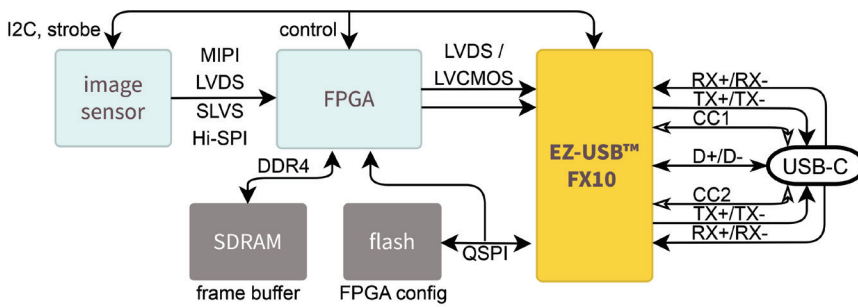 I2C, strobe
control
image
sensor
MIPI
LVDS
SLVS
Hi-SPI
FPGA
LVDS /
LVCMOS
EZ-USB™
FX10
RX+/RX-
TX+/TX-
CC1
D+/D-
USB-C
CC2
TX+/TX-
RX+/RX-
DDR4
SDRAM
frame buffer
flash
FPGA config
QSPI